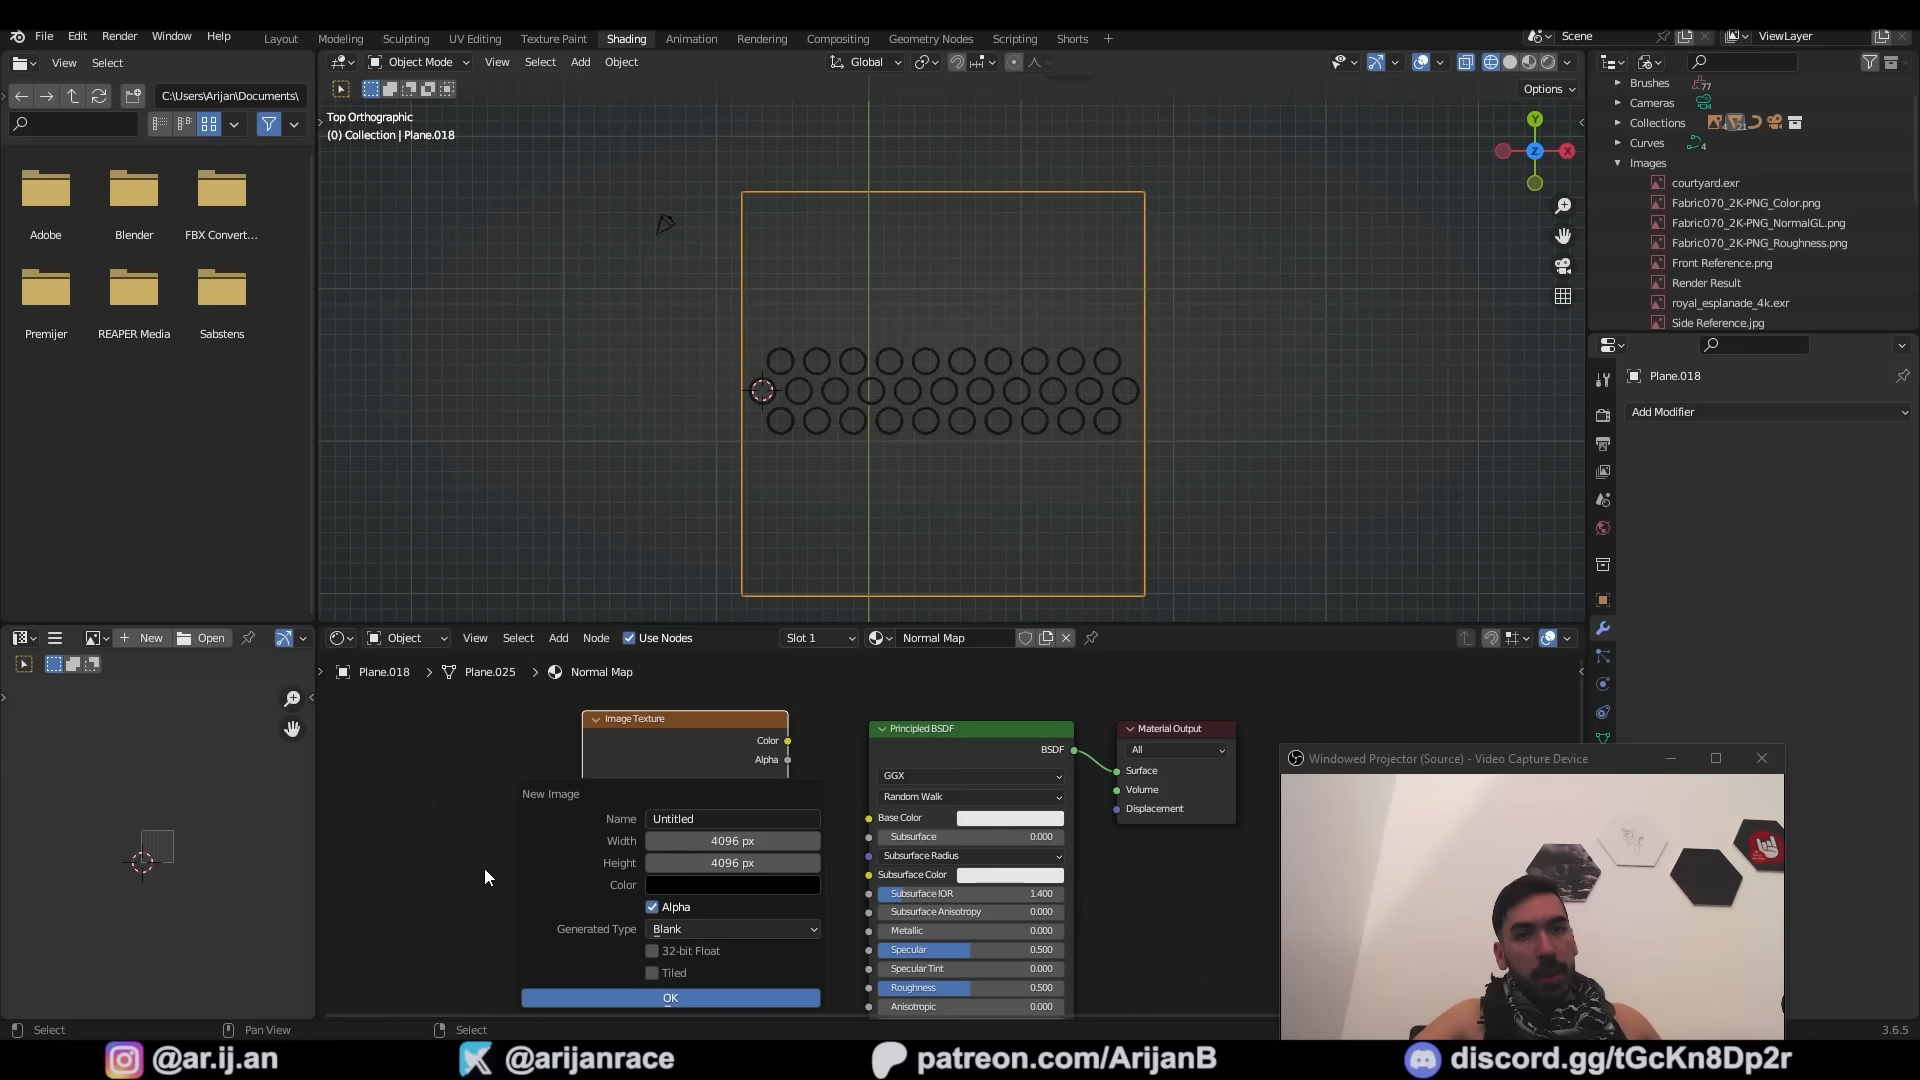 File Edit Render Window Help
Layout Modeling Sculpting UV Editing Texture Paint Shading Animation Rendering Compositing Geometry Nodes Scripting Shorts +
Scene
ViewLayer
View Select
Object Mode View Select Add Object
Global
C:\Users\Arijan\Documents\
Options
Top Orthographic
(0) Collection | Plane.018
Y
Z
X
Adobe
Blender
FBX Convert...
Premijer
REAPER Media
Sabstens
Brushes
77
Cameras
Collections
21
Curves
4
Images
courtyard.exr
Fabric070_2K-PNG_Color.png
Fabric070_2K-PNG_NormalGL.png
Fabric070_2K-PNG_Roughness.png
Front Reference.png
Render Result
royal_esplanade_4k.exr
Side Reference.jpg
Plane.018
Add Modifier
New
Open
Object View Select Add Node Use Nodes
Slot 1
Normal Map
Plane.018 > Plane.025 > Normal Map
Image Texture
Color
Alpha
New Image
Name Untitled
Width 4096 px
Height 4096 px
Color
Alpha
Generated Type Blank
32-bit Float
Tiled
OK
Principled BSDF
BSDF
GGX
Random Walk
Base Color
Subsurface 0.000
Subsurface Radius
Subsurface Color
Subsurface IOR 1.400
Subsurface Anisotropy 0.000
Metallic 0.000
Specular 0.500
Specular Tint 0.000
Roughness 0.500
Anisotropic 0.000
Material Output
All
Surface
Volume
Displacement
Windowed Projector (Source) - Video Capture Device
Select
Pan View
Select
3.6.5
@ar.ij.an
@arijanrace
patreon.com/ArijanB
discord.gg/tGcKn8Dp2r